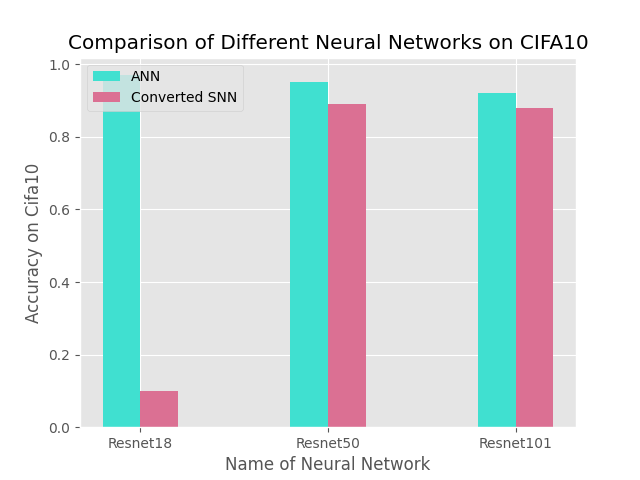 Comparison of Different Neural Networks on CIFA10
ANN
Converted SNN
Accuracy on Cifa10
1.0
0.8
0.6
0.4
0.2
0.0
Resnet18
Resnet50
Resnet101
Name of Neural Network